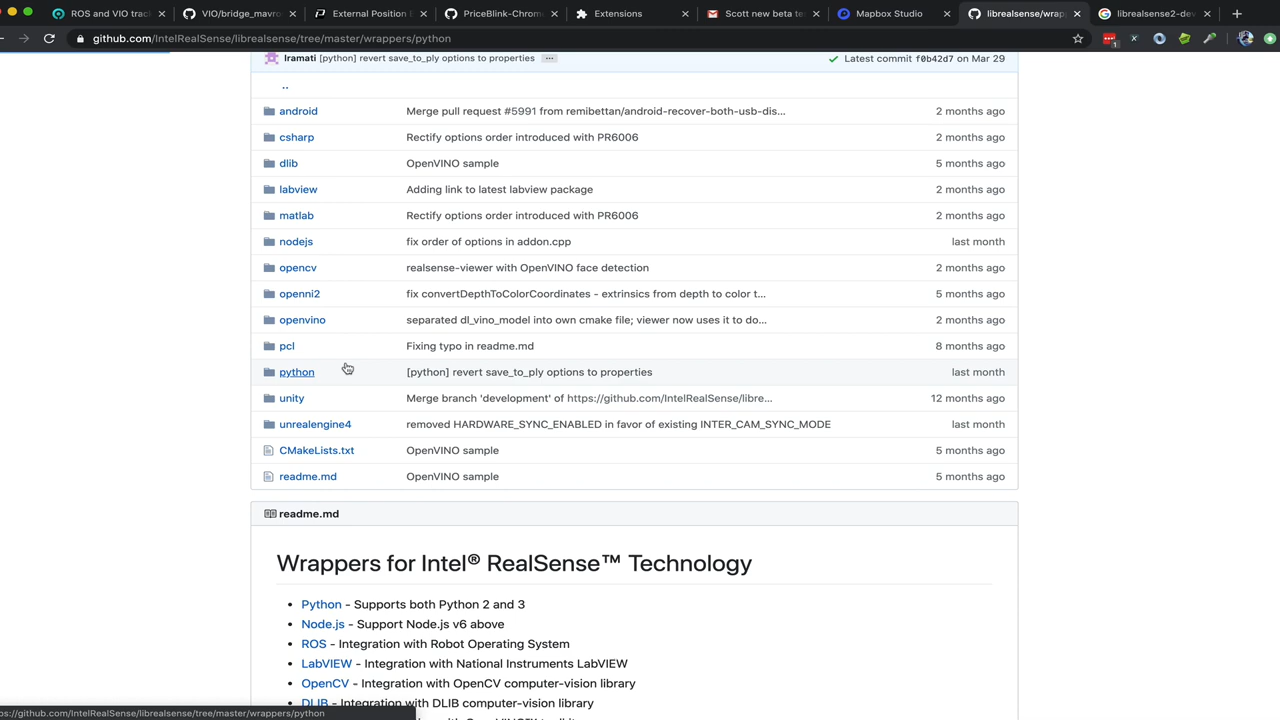 ROS and VIO track
VIO/bridge_mavro
External Position E
PriceBlink-Chrom
Extensions
Scott new beta te
Mapbox Studio
librealsense/wrap
librealsense2-dev
github.com/IntelRealSense/librealsense/tree/master/wrappers/python
1
lramati [python] revert save_to_ply options to properties ...
Latest commit f0b42d7 on Mar 29
..
android Merge pull request #5991 from remibettan/android-recover-both-usb-dis... 2 months ago
csharp Rectify options order introduced with PR6006 2 months ago
dlib OpenVINO sample 5 months ago
labview Adding link to latest labview package 2 months ago
matlab Rectify options order introduced with PR6006 2 months ago
nodejs fix order of options in addon.cpp last month
opencv realsense-viewer with OpenVINO face detection 2 months ago
openni2 fix convertDepthToColorCoordinates - extrinsics from depth to color t... 5 months ago
openvino separated dl_vino_model into own cmake file; viewer now uses it to do... 2 months ago
pcl Fixing typo in readme.md 8 months ago
python [python] revert save_to_ply options to properties last month
unity Merge branch 'development' of https://github.com/IntelRealSense/libre... 12 months ago
unrealengine4 removed HARDWARE_SYNC_ENABLED in favor of existing INTER_CAM_SYNC_MODE last month
CMakeLists.txt OpenVINO sample 5 months ago
readme.md OpenVINO sample 5 months ago
readme.md
Wrappers for Intel® RealSense™ Technology
• Python - Supports both Python 2 and 3
• Node.js - Support Node.js v6 above
• ROS - Integration with Robot Operating System
• LabVIEW - Integration with National Instruments LabVIEW
• OpenCV - Integration with OpenCV computer-vision library
• DLIB - Integration with DLIB computer-vision library
ps://github.com/IntelRealSense/librealsense/tree/master/wrappers/python